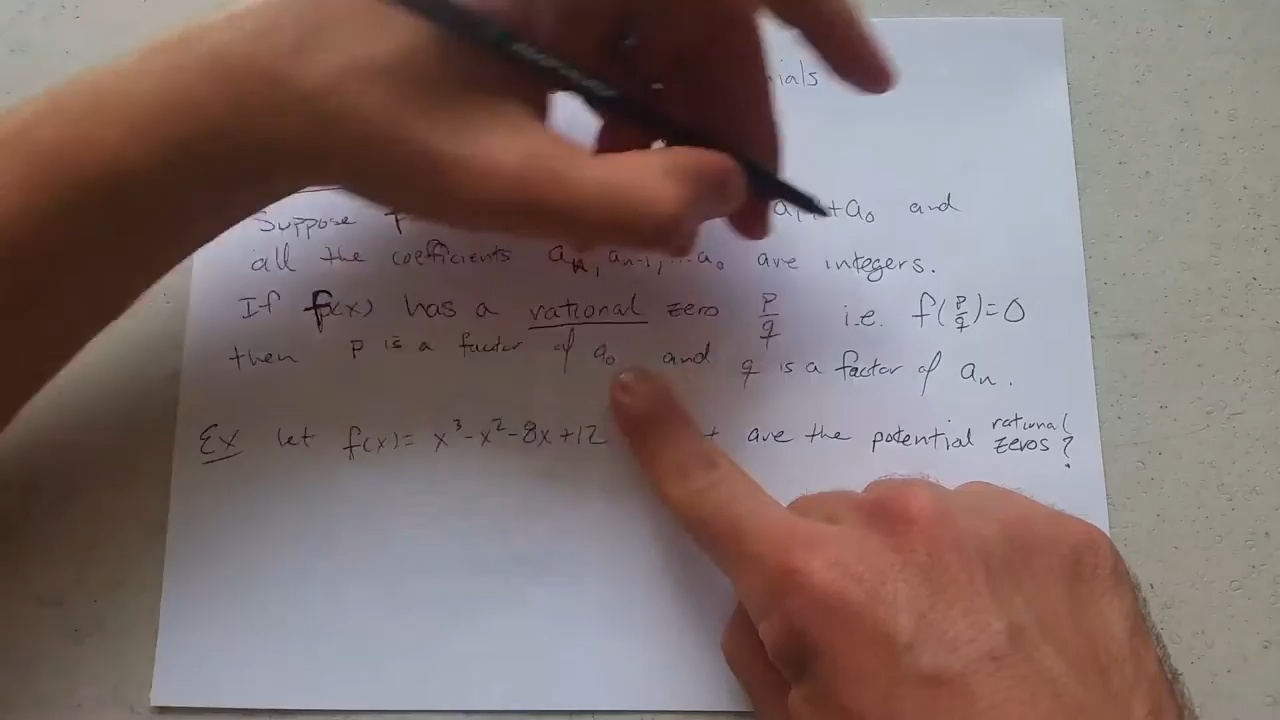 Suppose a₁x+a₀ and
all the coefficients aₙ, aₙ₋₁, ... a₀ are integers.
If f(x) has a rational zero p/q i.e. f(p/q)=0
then p is a factor of a₀ and q is a factor of aₙ.
Ex let f(x)= x³-x²-8x+12 are the potential rational zeros?